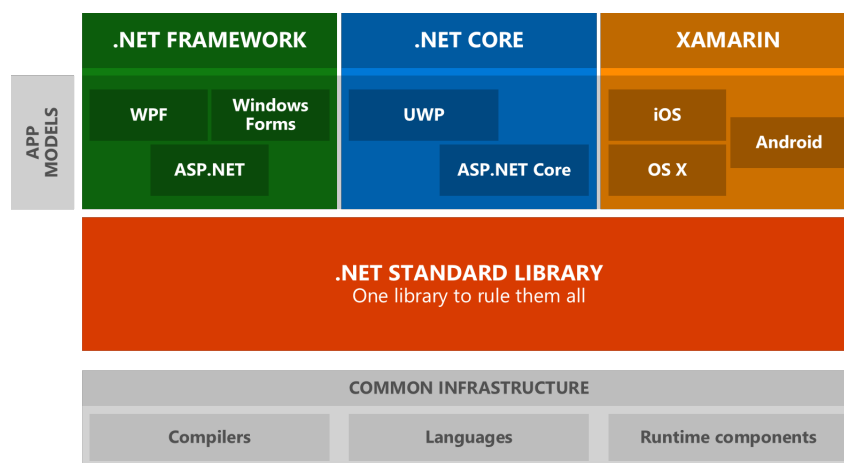 .NET FRAMEWORK
.NET CORE
XAMARIN
APP
MODELS
WPF
Windows
Forms
ASP.NET
UWP
ASP.NET Core
iOS
Android
OS X
.NET STANDARD LIBRARY
One library to rule them all
COMMON INFRASTRUCTURE
Compilers
Languages
Runtime components